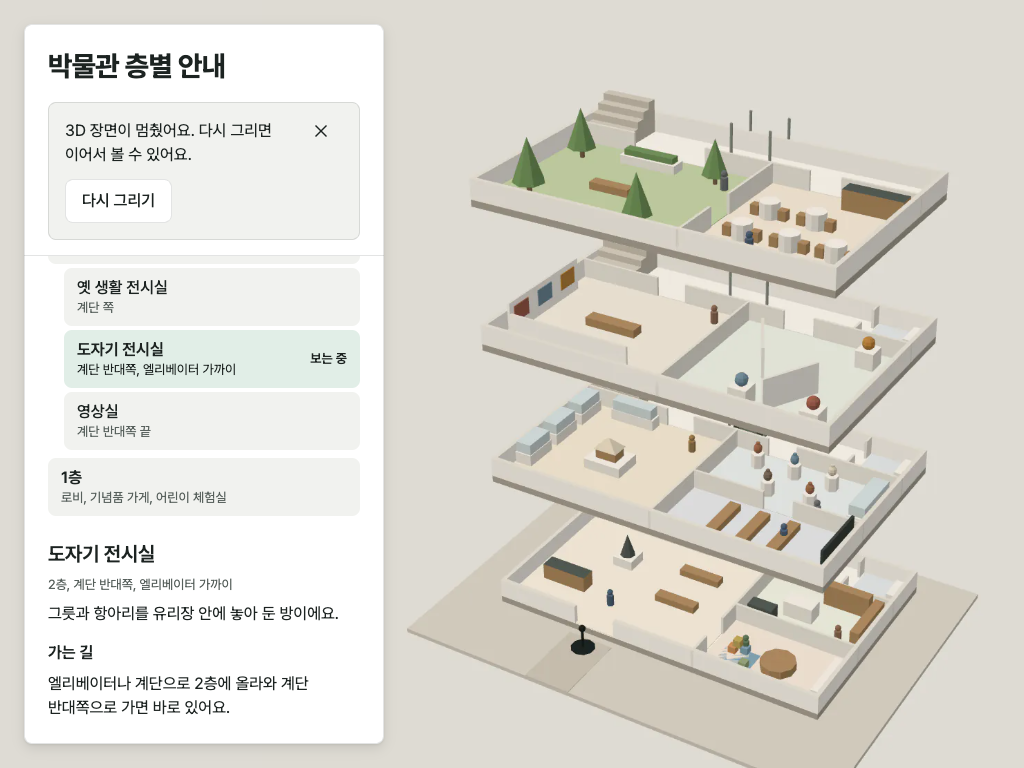 박물관 층별 안내
3D 장면이 멈췄어요. 다시 그리면
이어서 볼 수 있어요.
다시 그리기
옛 생활 전시실
계단 쪽
도자기 전시실
계단 반대쪽, 엘리베이터 가까이
보는 중
영상실
계단 반대쪽 끝
1층
로비, 기념품 가게, 어린이 체험실
도자기 전시실
2층, 계단 반대쪽, 엘리베이터 가까이
그릇과 항아리를 유리장 안에 놓아 둔 방이에요.
가는 길
엘리베이터나 계단으로 2층에 올라와 계단
반대쪽으로 가면 바로 있어요.